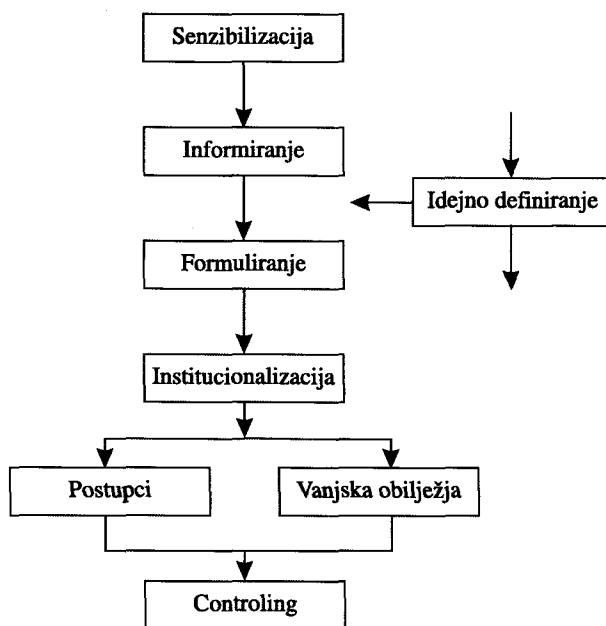 Senzibilizacija
Informiranje
Idejno definiranje
Formuliranje
Institucionalizacija
Postupci
Vanjska obilježja
Controling